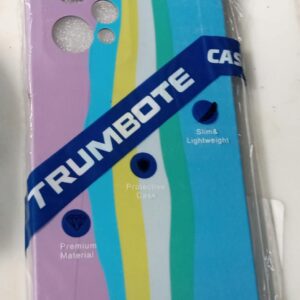 TRUMBOTE CAS
Slim&
Lightweight
Protective
Case
Premium
Material